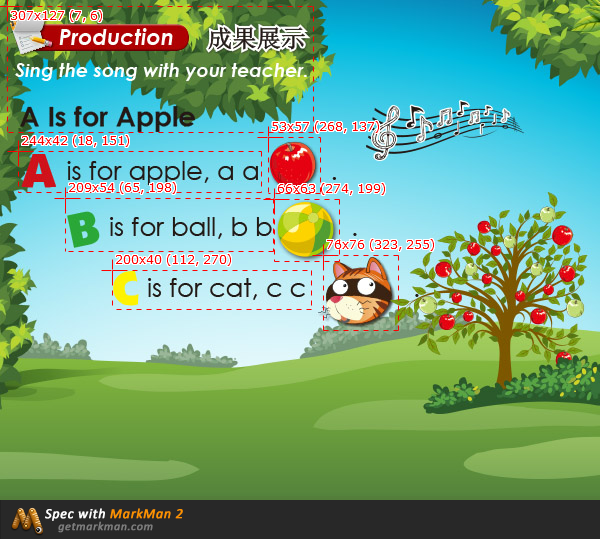 307x127 (7, 6)
Production 成果展示
Sing the song with your teacher.
A Is for Apple
53x57 (268, 137)
244x42 (18, 151)
A is for apple, a a .
209x54 (65, 198)
66x63 (274, 199)
B is for ball, b b .
76x76 (323, 255)
200x40 (112, 270)
C is for cat, c c .
Spec with MarkMan 2
getmarkman.com